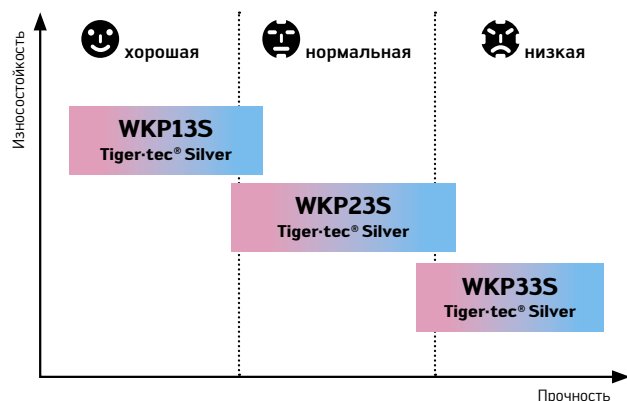 хорошая
нормальная
низкая
Износостойкость
WKP13S
Tiger·tec® Silver
WKP23S
Tiger·tec® Silver
WKP33S
Tiger·tec® Silver
Прочность